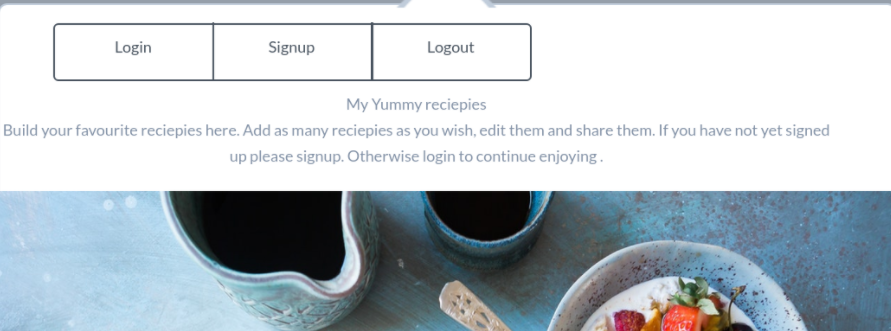 Login Signup Logout
My Yummy reciepies
Build your favourite reciepies here. Add as many reciepies as you wish, edit them and share them. If you have not yet signed
up please signup. Otherwise login to continue enjoying .